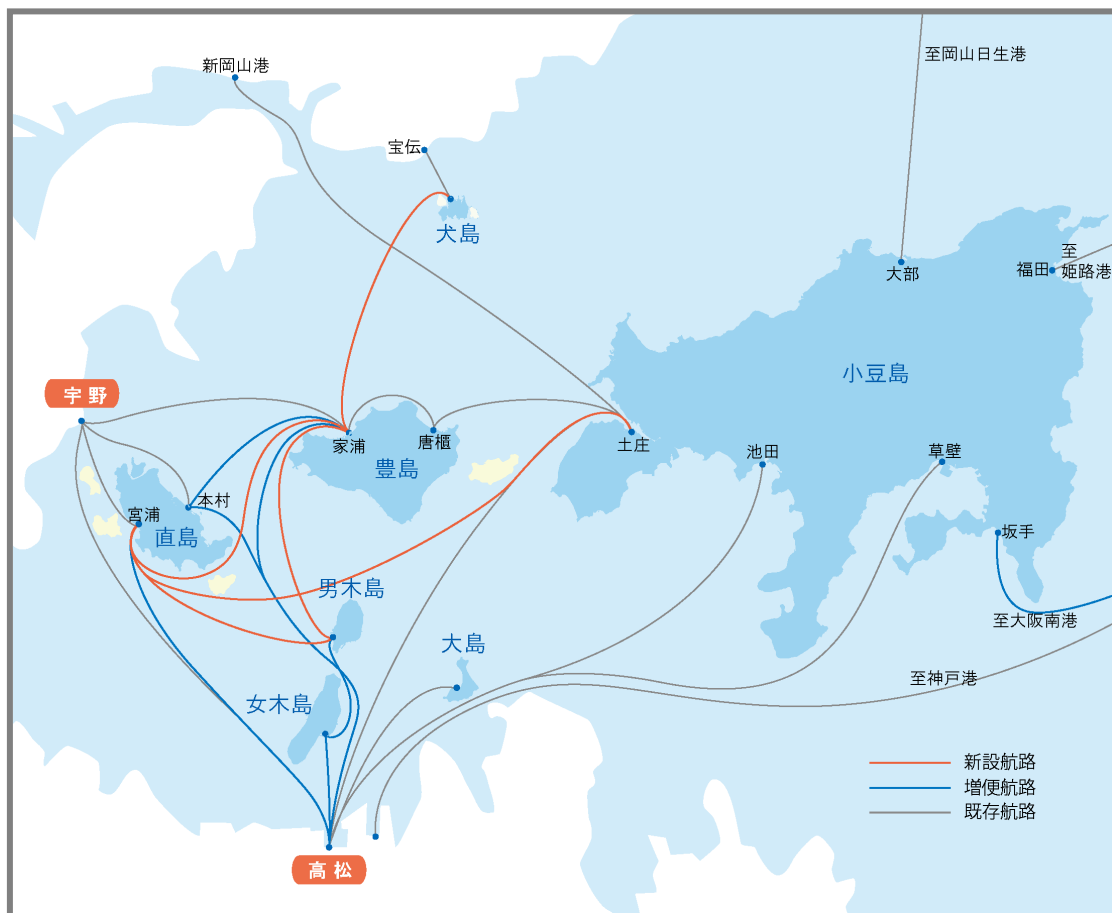 至岡山日生港
新岡山港
宝伝
犬島
至
姫路港
福田
大部
小豆島
宇野
家浦
唐櫃
豊島
土庄
池田
草壁
本村
宮浦
直島
坂手
男木島
至大阪南港
大島
至神戸港
女木島
新設航路
増便航路
既存航路
高松